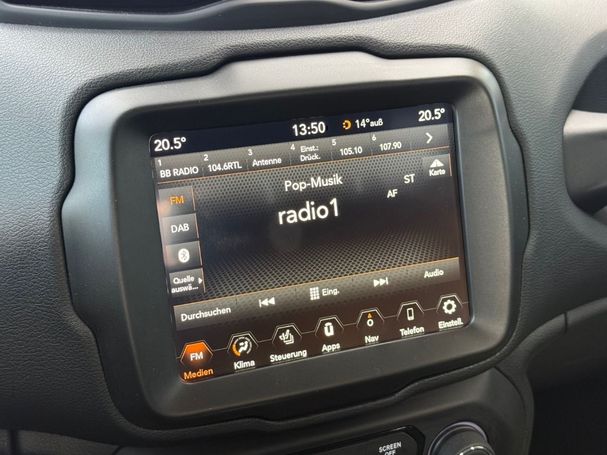 20.5° 13:50 14°auß 20.5°
1 BB RADIO 2 104.6RTL 3 Antenne 4 Einst.: Drück. 5 105.10 6 107.90
Karte
FM
Pop-Musik
radio1
AF ST
DAB
Quelle auswä...
Durchsuchen Eing. Audio
FM
Medien Klima Steuerung Apps Nav Telefon Einstell.
SCREEN
OFF